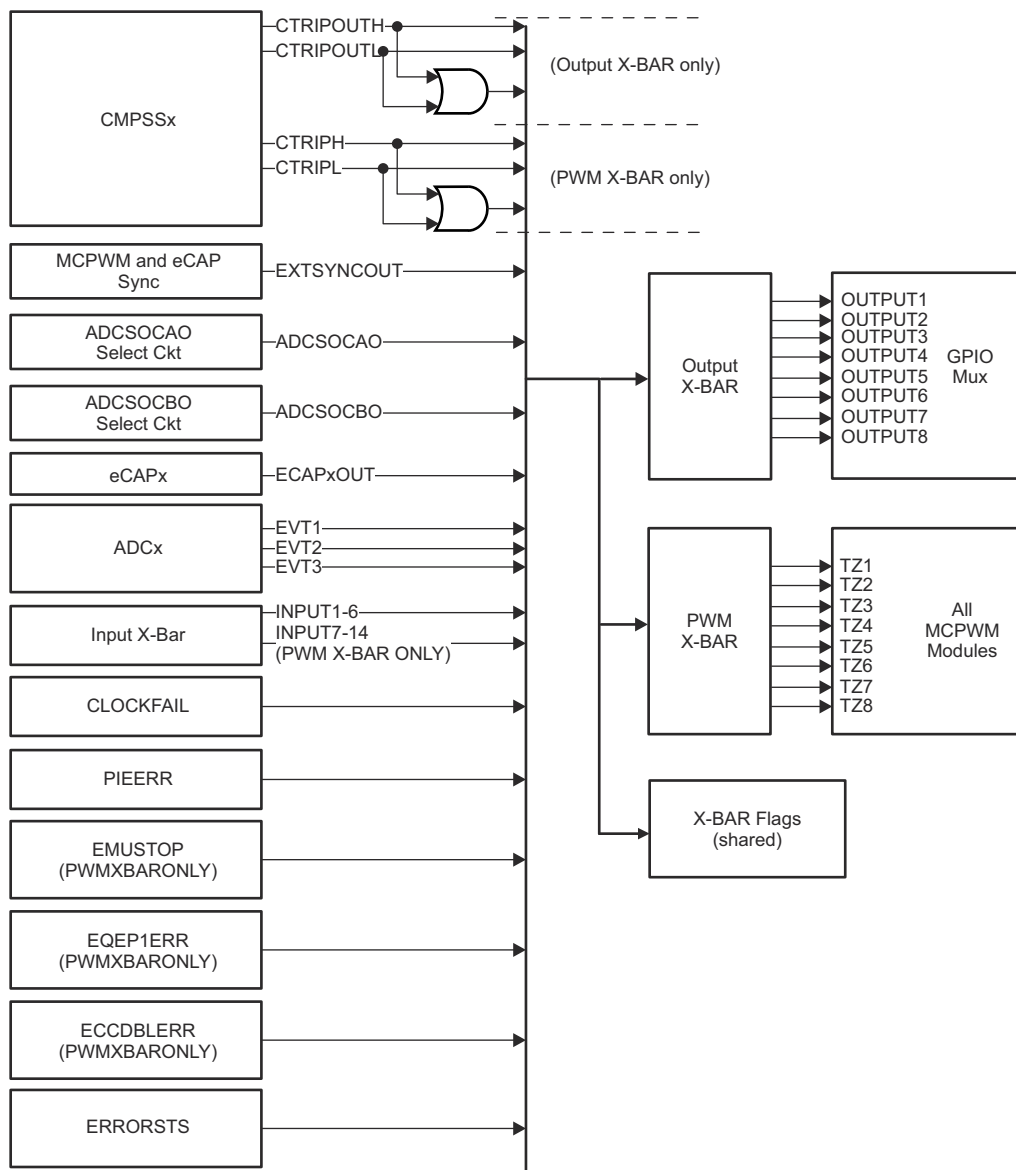 CTRIPOUTH
CTRIPOUTL
(Output X-BAR only)
CMPSSx
CTRIPH
CTRIPL
(PWM X-BAR only)
MCPWM and eCAP
Sync
EXTSYNCOUT
ADCSOCAO
Select Ckt
ADCSOCAO
ADCSOCBO
Select Ckt
ADCSOCBO
eCAPx
ECAPxOUT
ADCx
EVT1
EVT2
EVT3
Input X-Bar
INPUT1-6
INPUT7-14
(PWM X-BAR ONLY)
CLOCKFAIL
PIEERR
EMUSTOP
(PWMXBARONLY)
EQEP1ERR
(PWMXBARONLY)
ECCDBLERR
(PWMXBARONLY)
ERRORSTS
Output
X-BAR
OUTPUT1
OUTPUT2
OUTPUT3
OUTPUT4
OUTPUT5
OUTPUT6
OUTPUT7
OUTPUT8
GPIO
Mux
PWM
X-BAR
TZ1
TZ2
TZ3
TZ4
TZ5
TZ6
TZ7
TZ8
All
MCPWM
Modules
X-BAR Flags
(shared)